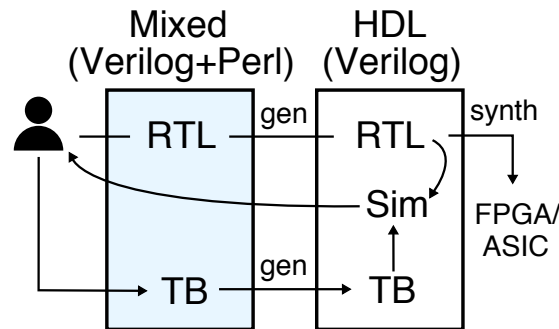 Mixed
(Verilog+Perl)
HDL
(Verilog)
RTL
gen
RTL
synth
Sim
FPGA/
ASIC
TB
gen
TB